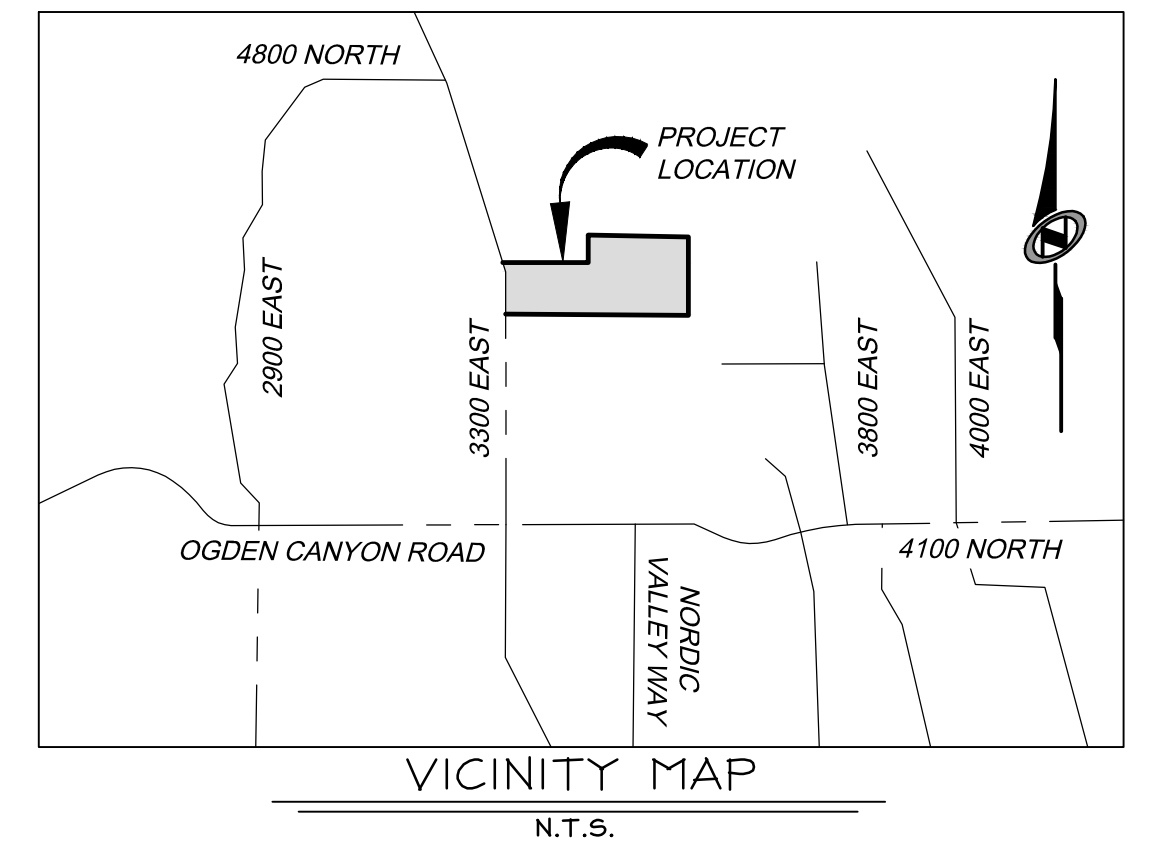 4800 NORTH
PROJECT
LOCATION
2900 EAST
3300 EAST
3800 EAST
4000 EAST
OGDEN CANYON ROAD
4100 NORTH
NORDIC
VALLEY WAY
VICINITY MAP
N.T.S.